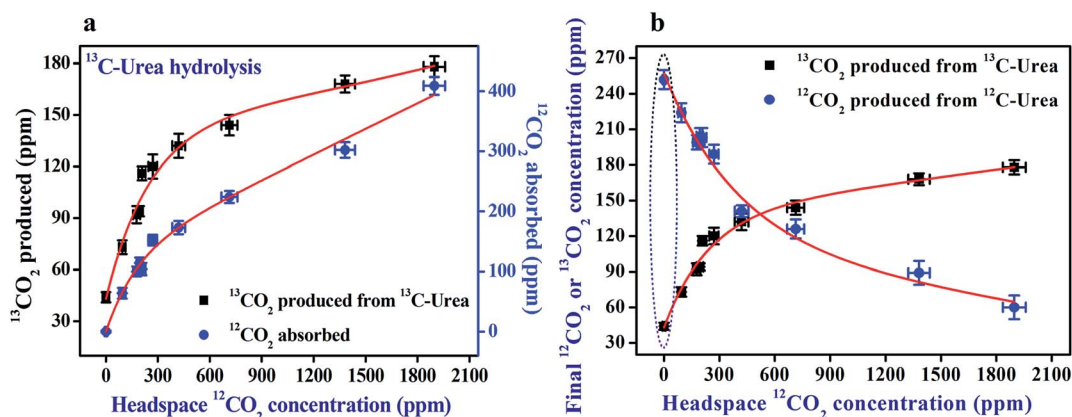 a
¹³C-Urea hydrolysis
¹³CO₂ produced (ppm)
180
150
120
90
60
30
400
300
200
100
0
¹²CO₂ absorbed (ppm)
¹³CO₂ produced from ¹³C-Urea
¹²CO₂ absorbed
0 300 600 900 1200 1500 1800 2100
Headspace ¹²CO₂ concentration (ppm)
b
Final ¹²CO₂ or ¹³CO₂ concentration (ppm)
270
240
210
180
150
120
90
60
30
¹³CO₂ produced from ¹³C-Urea
¹²CO₂ produced from ¹²C-Urea
0 300 600 900 1200 1500 1800 2100
Headspace ¹²CO₂ concentration (ppm)